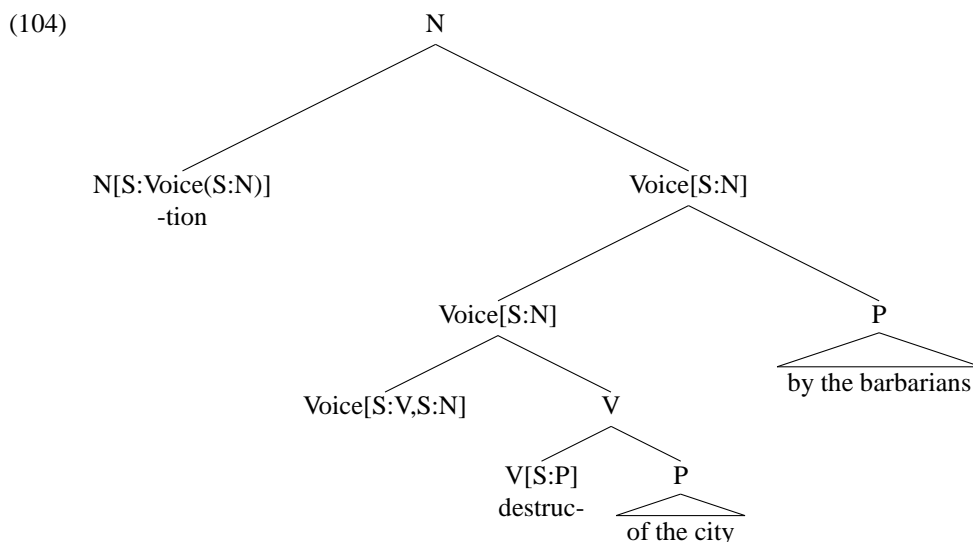 (104) N
N[S:Voice(S:N)] Voice[S:N]
-tion
Voice[S:N] P
by the barbarians
Voice[S:V,S:N] V
V[S:P] P
destruc- of the city